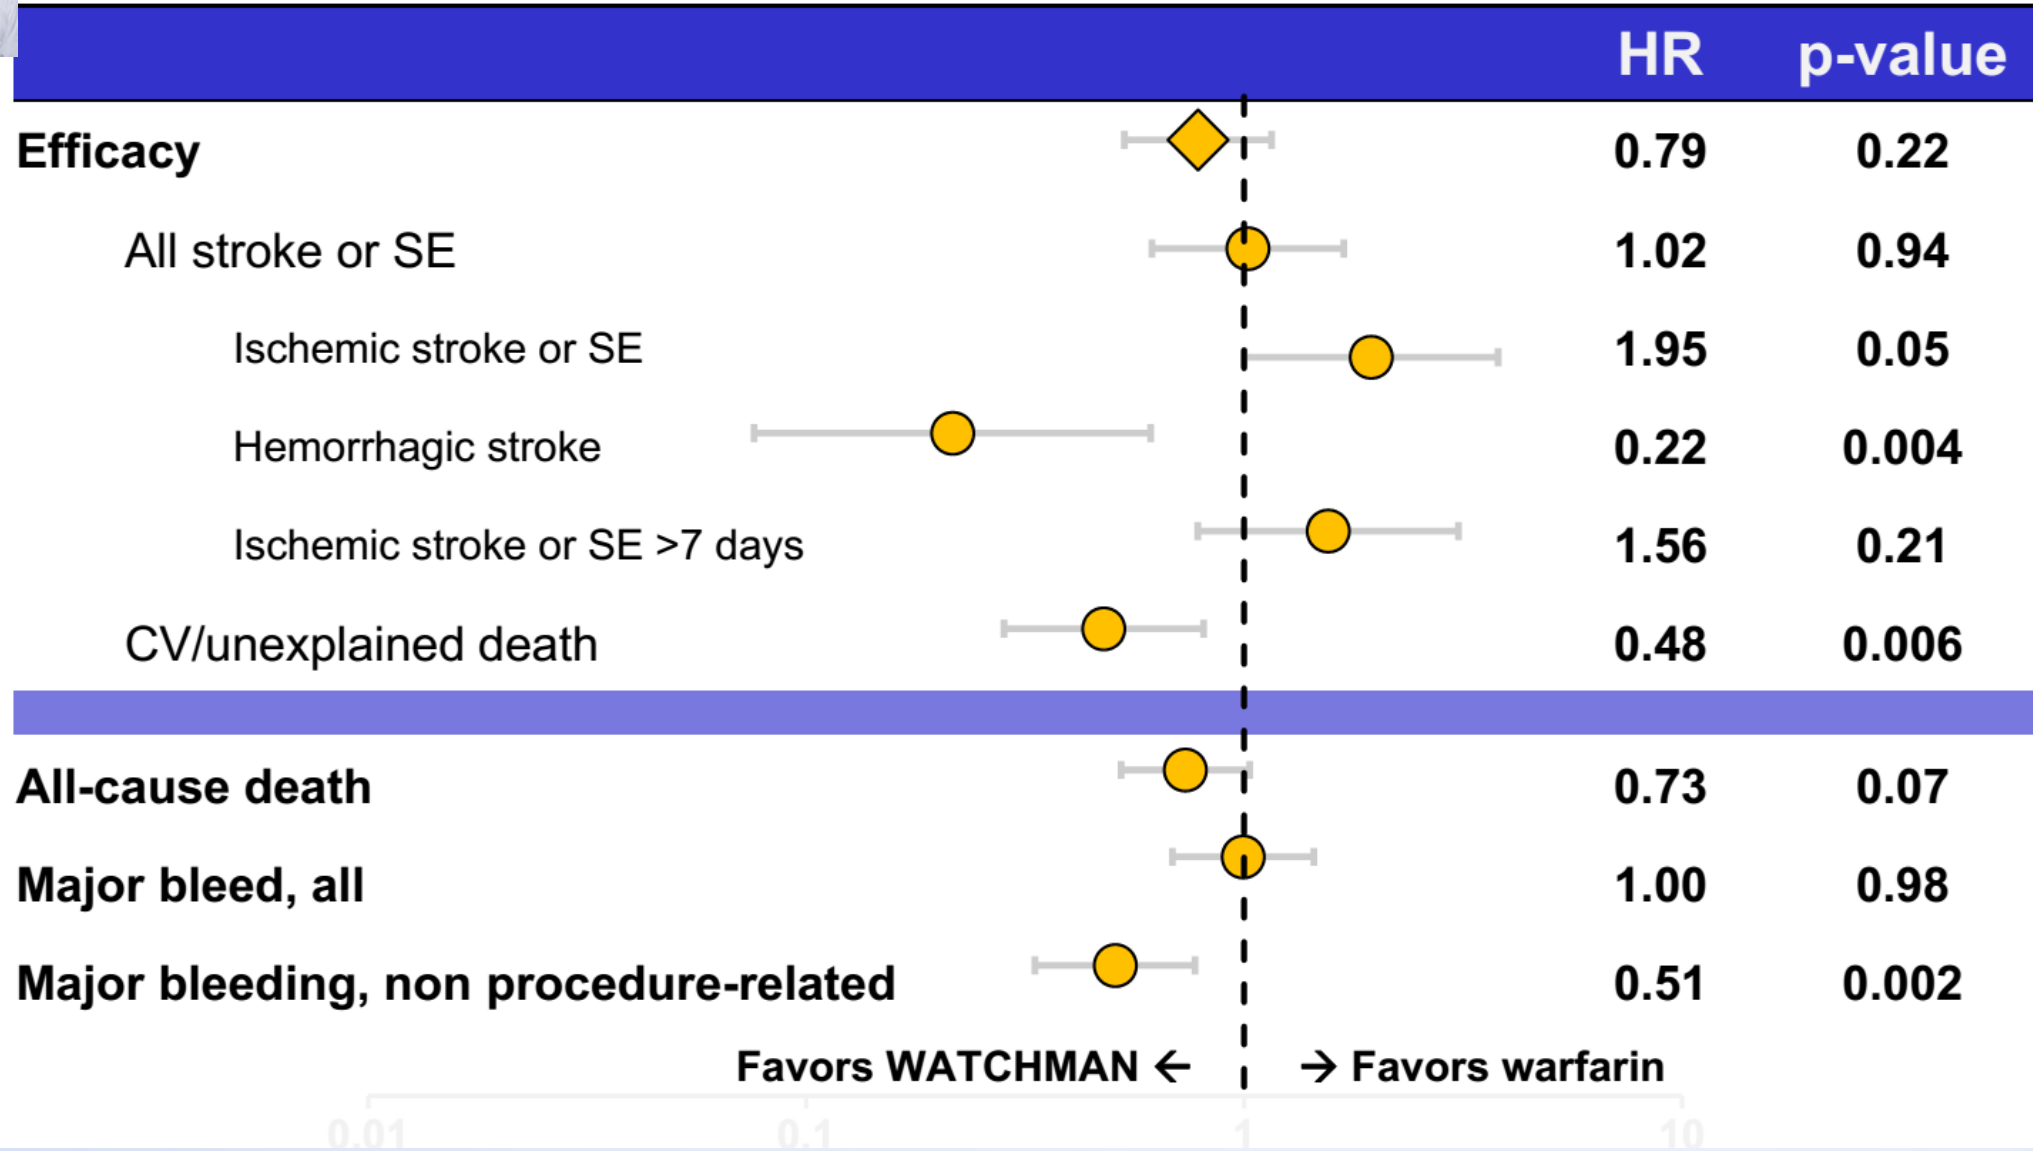 HR p-value
Efficacy 0.79 0.22
All stroke or SE 1.02 0.94
Ischemic stroke or SE 1.95 0.05
Hemorrhagic stroke 0.22 0.004
Ischemic stroke or SE >7 days 1.56 0.21
CV/unexplained death 0.48 0.006
All-cause death 0.73 0.07
Major bleed, all 1.00 0.98
Major bleeding, non procedure-related 0.51 0.002
Favors WATCHMAN ← → Favors warfarin
0.01 0.1 1 10